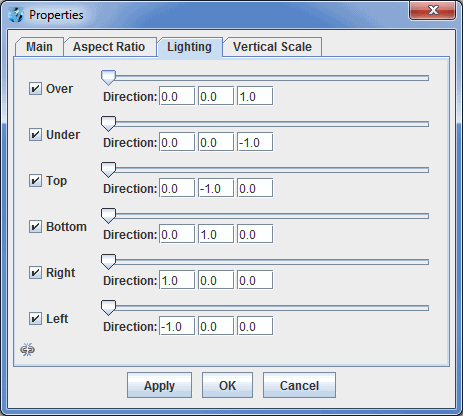 Properties
Main Aspect Ratio Lighting Vertical Scale
Over
Direction: 0.0 0.0 1.0
Under
Direction: 0.0 0.0 -1.0
Top
Direction: 0.0 -1.0 0.0
Bottom
Direction: 0.0 1.0 0.0
Right
Direction: 1.0 0.0 0.0
Left
Direction: -1.0 0.0 0.0
Apply OK Cancel